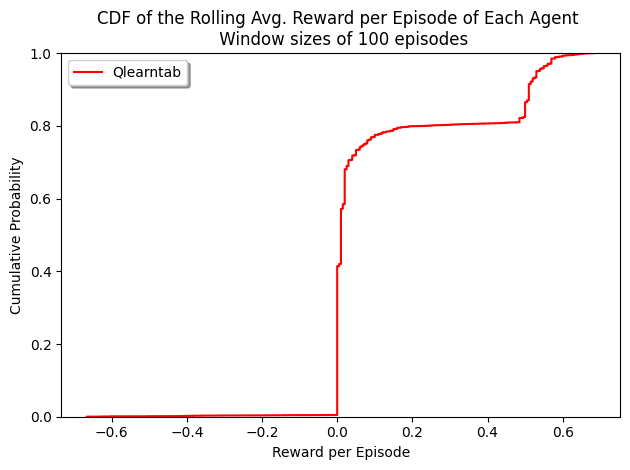 CDF of the Rolling Avg. Reward per Episode of Each Agent
Window sizes of 100 episodes
Qlearntab
1.0
0.8
0.6
0.4
0.2
0.0
Cumulative Probability
−0.6 −0.4 −0.2 0.0 0.2 0.4 0.6
Reward per Episode